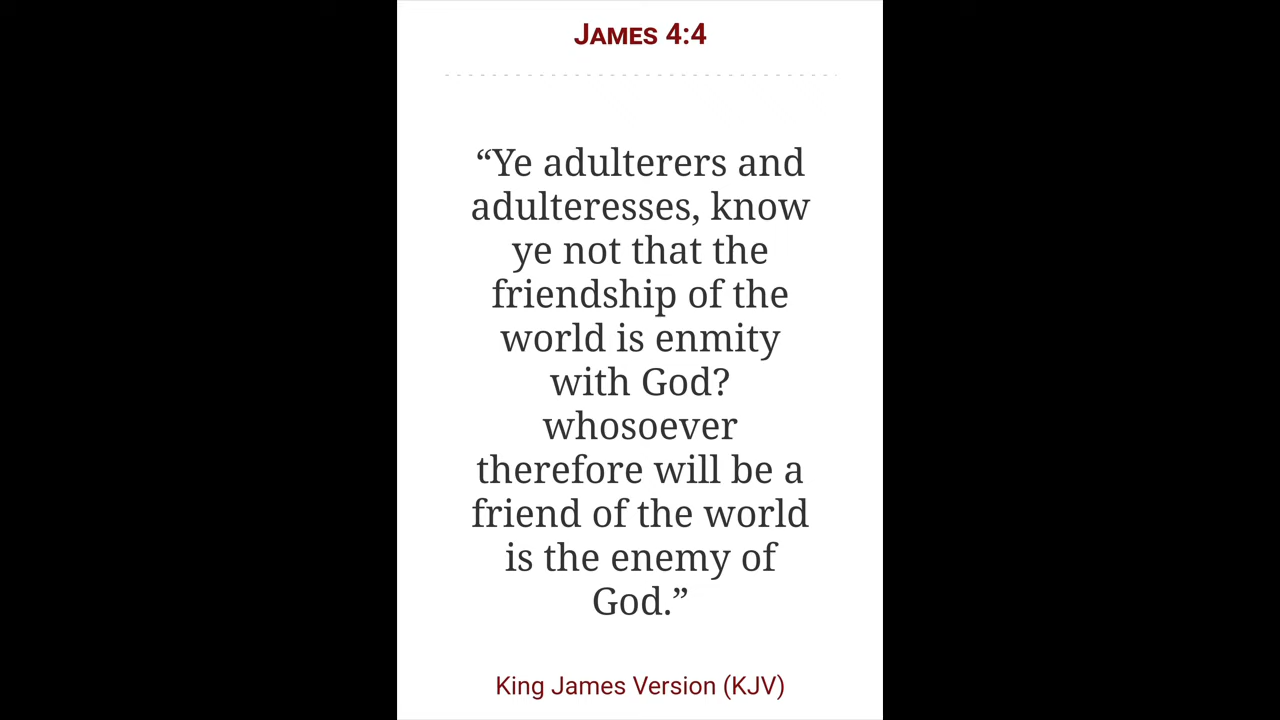 James 4:4
“Ye adulterers and
adulteresses, know
ye not that the
friendship of the
world is enmity
with God?
whosoever
therefore will be a
friend of the world
is the enemy of
God.”
King James Version (KJV)